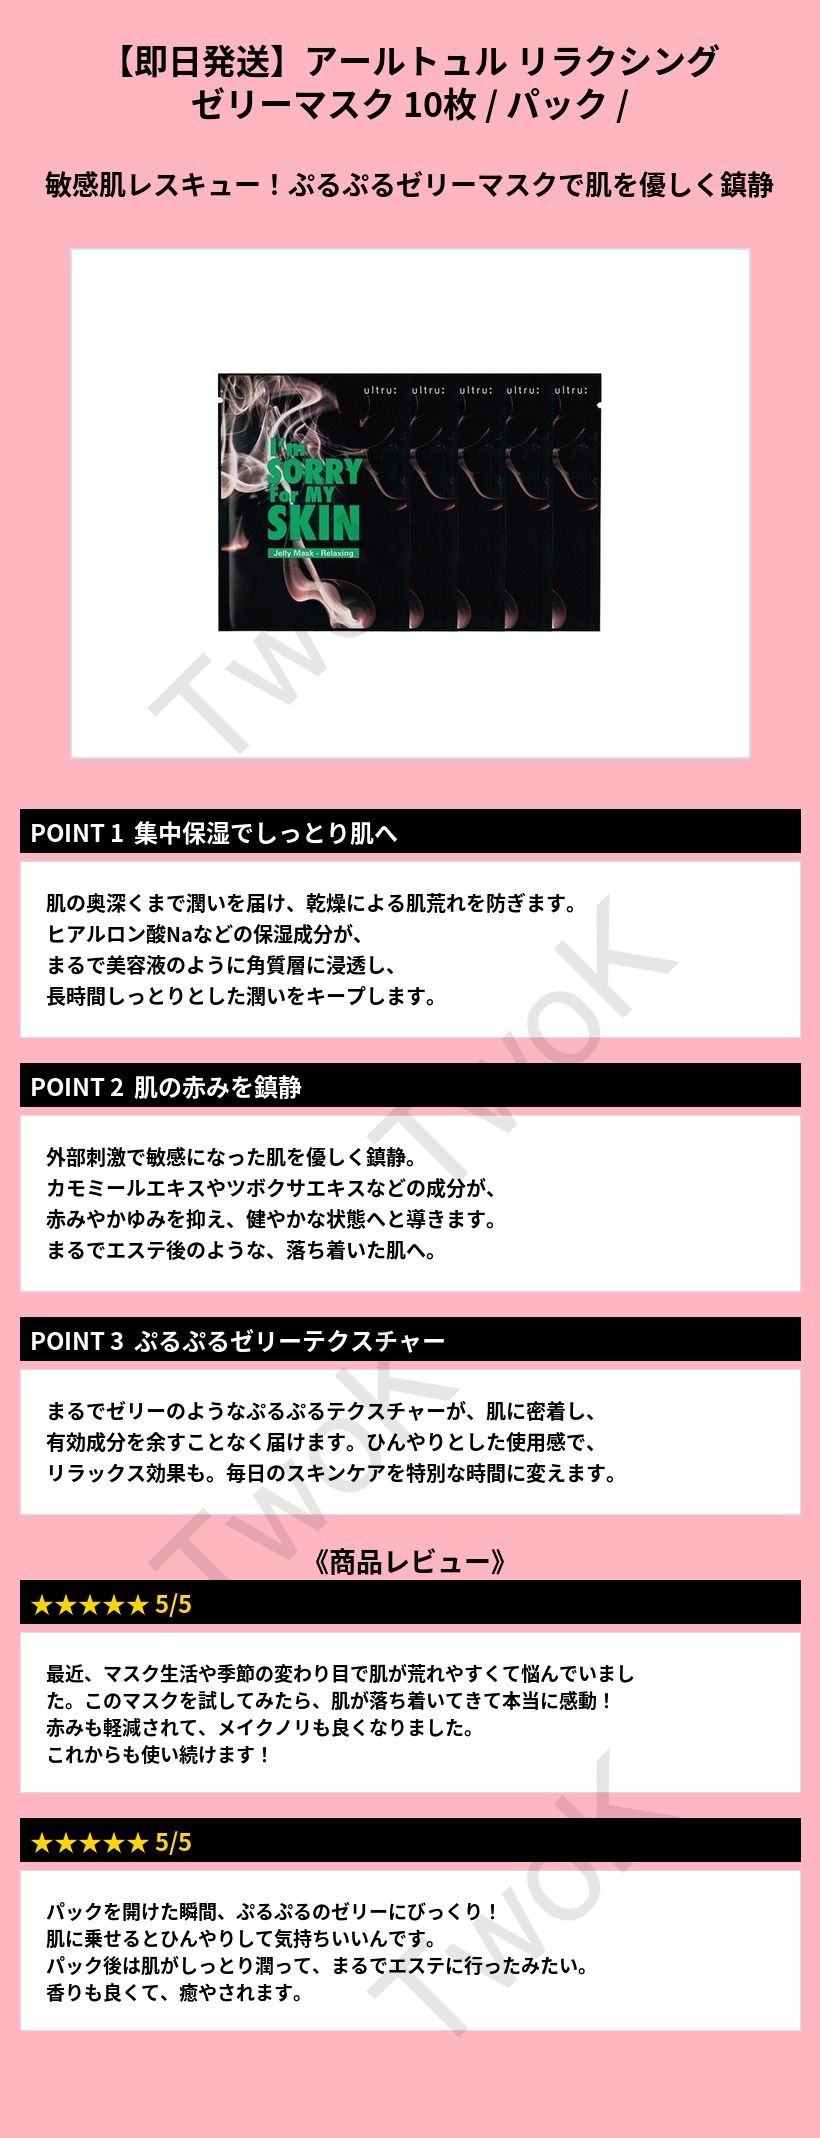 【即日発送】アールトュル リラクシング
ゼリーマスク 10枚 / パック /
敏感肌レスキュー！ぷるぷるゼリーマスクで肌を優しく鎮静
ultru: ultru: ultru: ultru: ultru:
I'm
SORRY
For MY
SKIN
Jelly Mask - Relaxing
TwoK
POINT 1 集中保湿でしっとり肌へ
肌の奥深くまで潤いを届け、乾燥による肌荒れを防ぎます。
ヒアルロン酸Naなどの保湿成分が、
まるで美容液のように角質層に浸透し、
長時間しっとりとした潤いをキープします。
TwoK
POINT 2 肌の赤みを鎮静
外部刺激で敏感になった肌を優しく鎮静。
カモミールエキスやツボクサエキスなどの成分が、
赤みやかゆみを抑え、健やかな状態へと導きます。
まるでエステ後のような、落ち着いた肌へ。
POINT 3 ぷるぷるゼリーテクスチャー
まるでゼリーのようなぷるぷるテクスチャーが、肌に密着し、
有効成分を余すことなく届けます。ひんやりとした使用感で、
リラックス効果も。毎日のスキンケアを特別な時間に変えます。
TwoK
《商品レビュー》
★★★★★ 5/5
最近、マスク生活や季節の変わり目で肌が荒れやすくて悩んでいまし
た。このマスクを試してみたら、肌が落ち着いてきて本当に感動！
赤みも軽減されて、メイクノリも良くなりました。
これからも使い続けます！
★★★★★ 5/5
パックを開けた瞬間、ぷるぷるのゼリーにびっくり！
肌に乗せるとひんやりして気持ちいいんです。
パック後は肌がしっとり潤って、まるでエステに行ったみたい。
香りも良くて、癒やされます。
TwoK